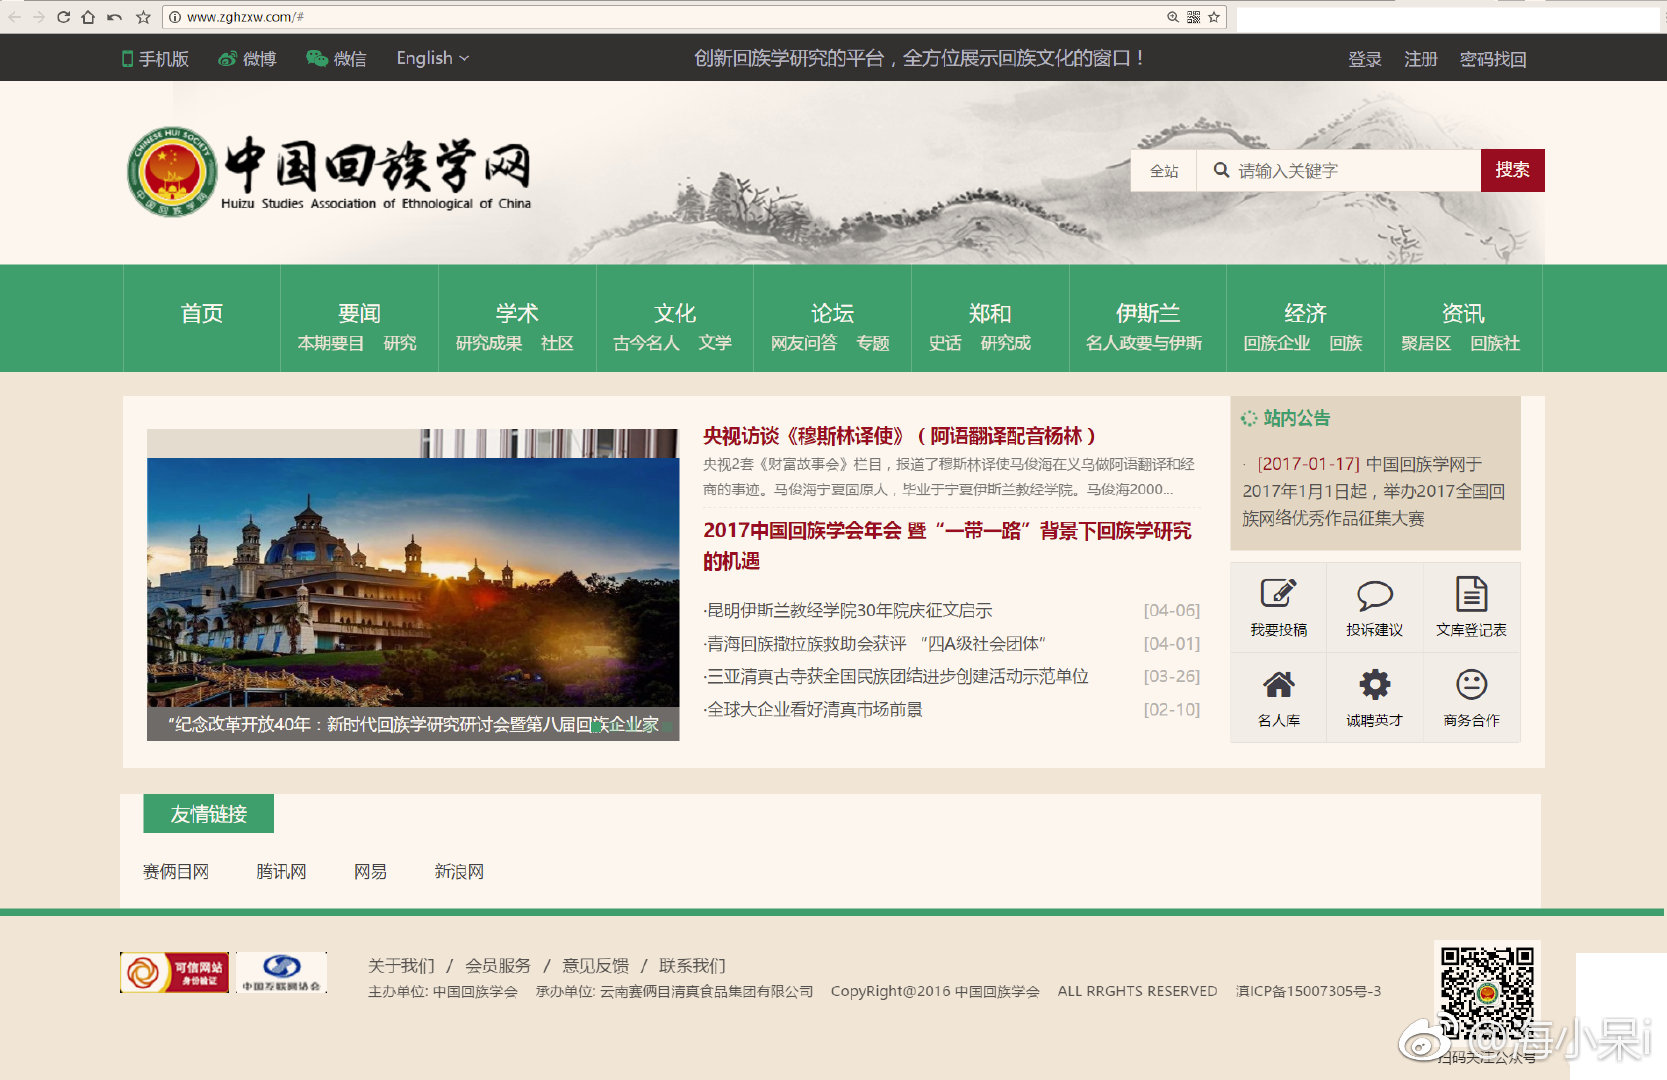 www.zghzxw.com/#
手机版 微博 微信 English 创新回族学研究的平台，全方位展示回族文化的窗口！ 登录 注册 密码找回
CHINESE HUI SOCIETY
中国回族学网
中国回族学网
Huizu Studies Association of Ethnological of China
全站 请输入关键字 搜索
首页 要闻 学术 文化 论坛 郑和 伊斯兰 经济 资讯
本期要目 研究 研究成果 社区 古今名人 文学 网友问答 专题 史话 研究成 名人政要与伊斯 回族企业 回族 聚居区 回族社
“纪念改革开放40年：新时代回族学研究研讨会暨第八届回族企业家
央视访谈《穆斯林译使》（阿语翻译配音杨林）
央视2套《财富故事会》栏目，报道了穆斯林译使马俊海在义乌做阿语翻译和经
商的事迹。马俊海宁夏固原人，毕业于宁夏伊斯兰教经学院。马俊海2000...
2017中国回族学会年会 暨“一带一路”背景下回族学研究
的机遇
·昆明伊斯兰教经学院30年院庆征文启示 [04-06]
·青海回族撒拉族救助会获评 “四A级社会团体” [04-01]
·三亚清真古寺获全国民族团结进步创建活动示范单位 [03-26]
·全球大企业看好清真市场前景 [02-10]
站内公告
· [2017-01-17] 中国回族学网于
2017年1月1日起，举办2017全国回
族网络优秀作品征集大赛
我要投稿 投诉建议 文库登记表
名人库 诚聘英才 商务合作
友情链接
赛俩目网 腾讯网 网易 新浪网
可信网站
身份验证
中国互联网协会
关于我们 / 会员服务 / 意见反馈 / 联系我们
主办单位: 中国回族学会 承办单位: 云南赛俩目清真食品集团有限公司 CopyRight@2016 中国回族学会 ALL RRGHTS RESERVED 滇ICP备15007305号-3
扫码关注公众号
@海小呆i